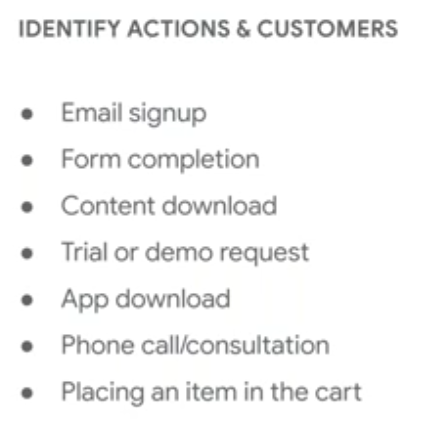 IDENTIFY ACTIONS & CUSTOMERS
● Email signup
● Form completion
● Content download
● Trial or demo request
● App download
● Phone call/consultation
● Placing an item in the cart